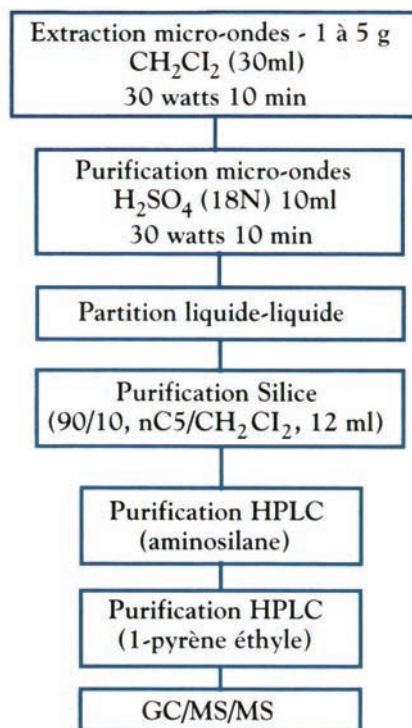 Extraction micro-ondes - 1 à 5 g
CH₂Cl₂ (30ml)
30 watts 10 min
Purification micro-ondes
H₂SO₄ (18N) 10ml
30 watts 10 min
Partition liquide-liquide
Purification Silice
(90/10, nC5/CH₂Cl₂, 12 ml)
Purification HPLC
(aminosilane)
Purification HPLC
(1-pyrène éthyle)
GC/MS/MS